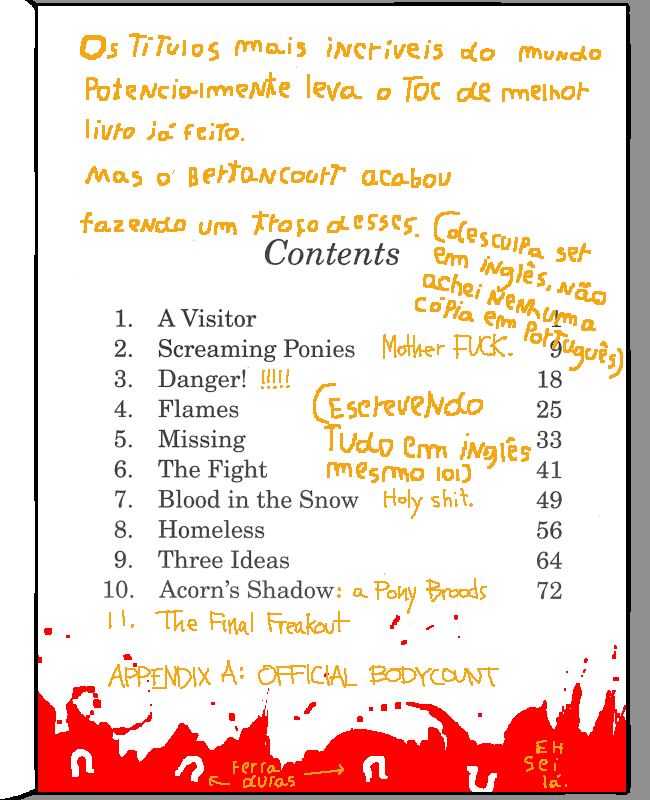 Os Títulos mais incríveis do mundo
Potencialmente leva o Toc de melhor
livro já feito.
Mas o Bertancourt acabou
fazendo um troço desses. (desculpa ser
em inglês, não
achei nenhuma
cópia em português)
Contents
1. A Visitor 1
2. Screaming Ponies Mother FUCK. 9
3. Danger! !!!!! 18
4. Flames 25
(Escrevendo
5. Missing 33
Tudo em inglês
6. The Fight 41
mesmo lol)
7. Blood in the Snow Holy shit. 49
8. Homeless 56
9. Three Ideas 64
10. Acorn's Shadow: a Pony Broods 72
11. The Final Freakout
APPENDIX A: OFFICIAL BODYCOUNT
Ferra
duras
EH
Sei
lá.